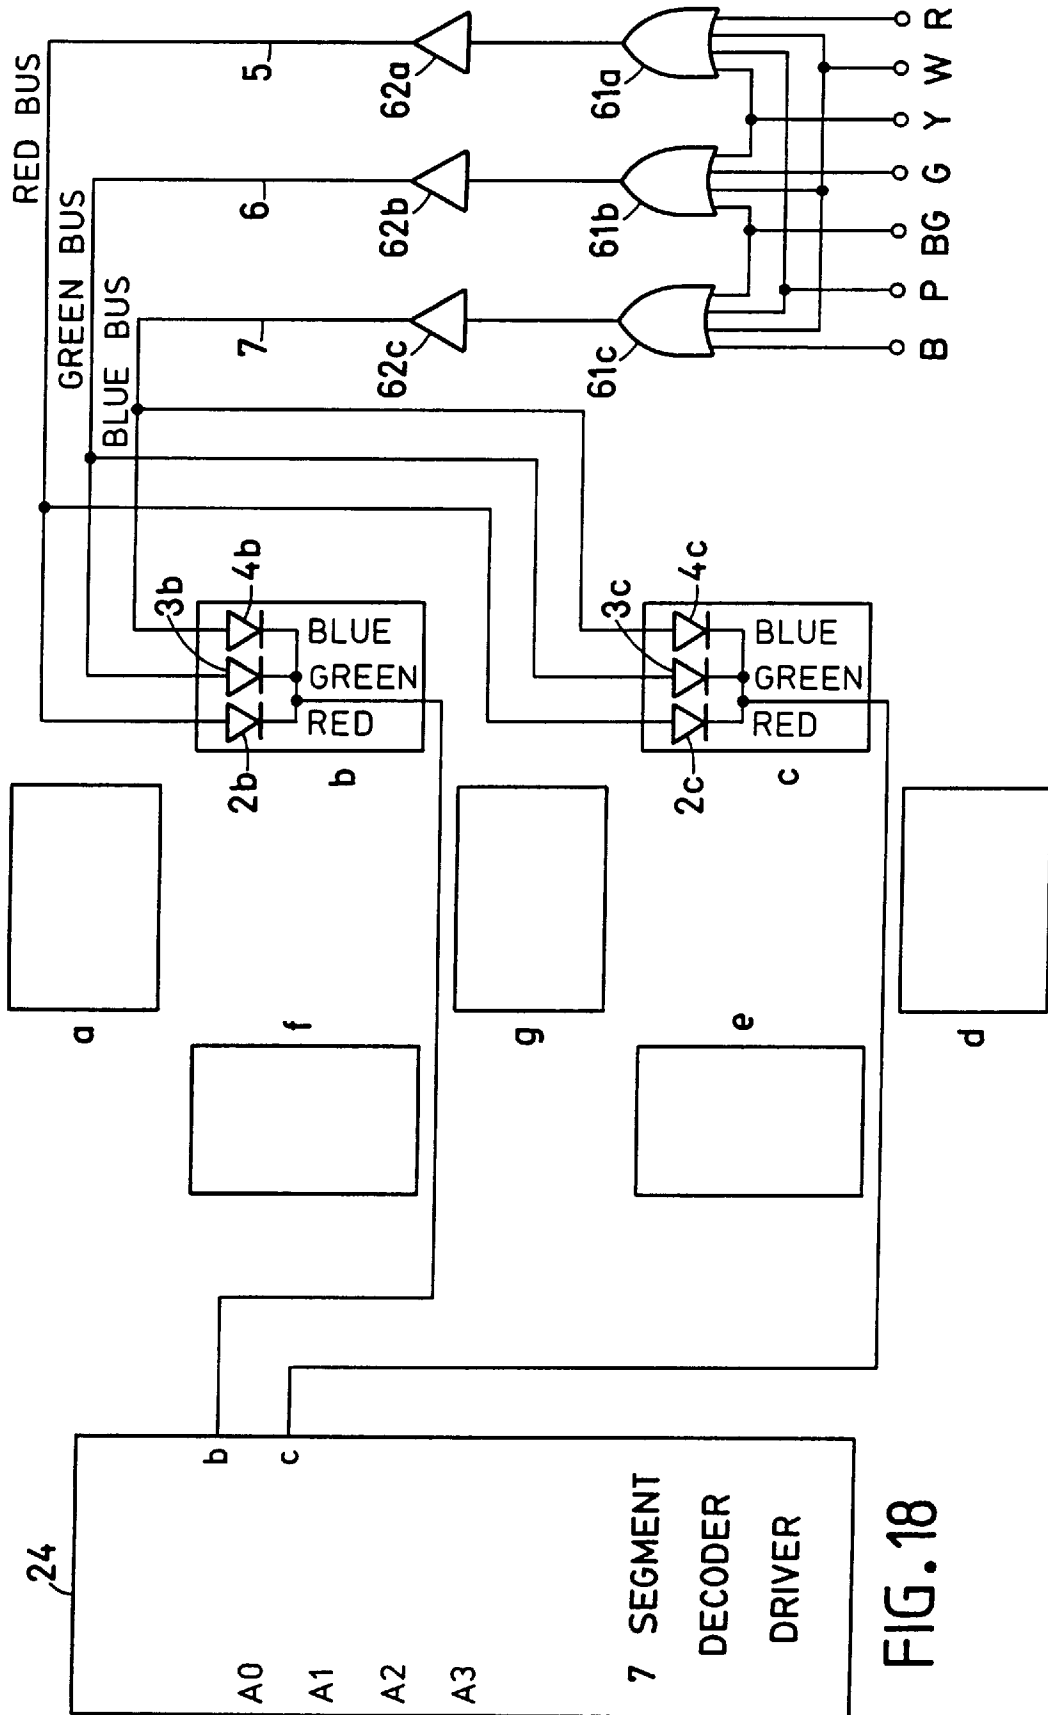 24
A0
A1
A2
A3
b
c
7 SEGMENT
DECODER
DRIVER
a
f
g
e
d
2b
3b
4b
BLUE
GREEN
RED
b
2c
3c
4c
BLUE
GREEN
RED
c
RED BUS
GREEN BUS
BLUE BUS
5
6
7
62a
62b
62c
61a
61b
61c
B
P
BG
G
Y
W
R
FIG.18